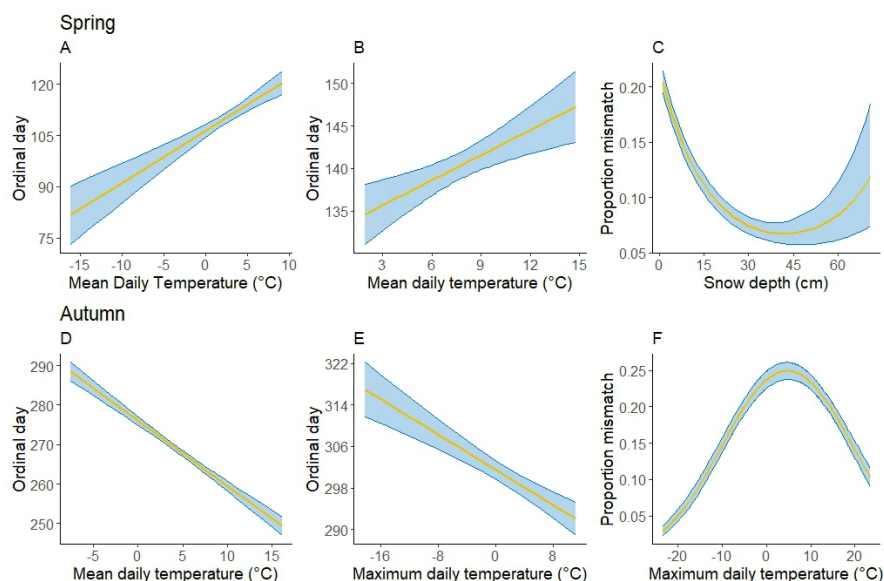 Spring
A
B
C
Ordinal day
120
105
90
75
-15
-10
-5
0
5
10
Mean Daily Temperature (°C)
Ordinal day
150
145
140
135
3
6
9
12
15
Mean daily temperature (°C)
Proportion mismatch
0.20
0.15
0.10
0.05
0
15
30
45
60
Snow depth (cm)
Autumn
D
E
F
Ordinal day
290
280
270
260
250
-5
0
5
10
15
Mean daily temperature (°C)
Ordinal day
322
314
306
298
290
-16
-8
0
8
Maximum daily temperature (°C)
Proportion mismatch
0.25
0.20
0.15
0.10
0.05
-20
-10
0
10
20
Maximum daily temperature (°C)